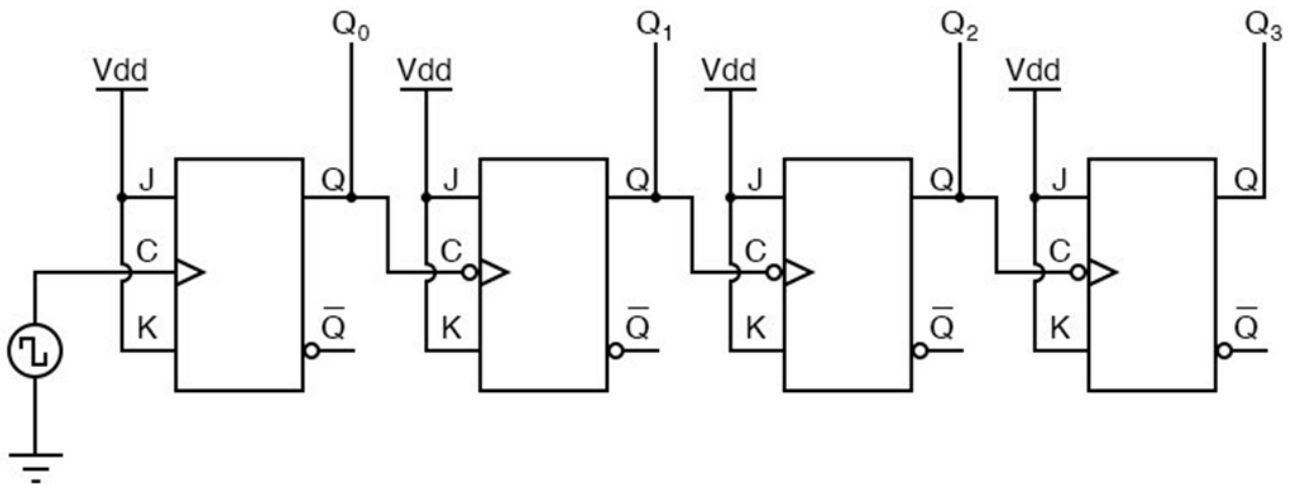 Q₀ Q₁ Q₂ Q₃
Vdd Vdd Vdd Vdd
J Q J Q J Q J Q
C C C C
K Q̅ K Q̅ K Q̅ K Q̅